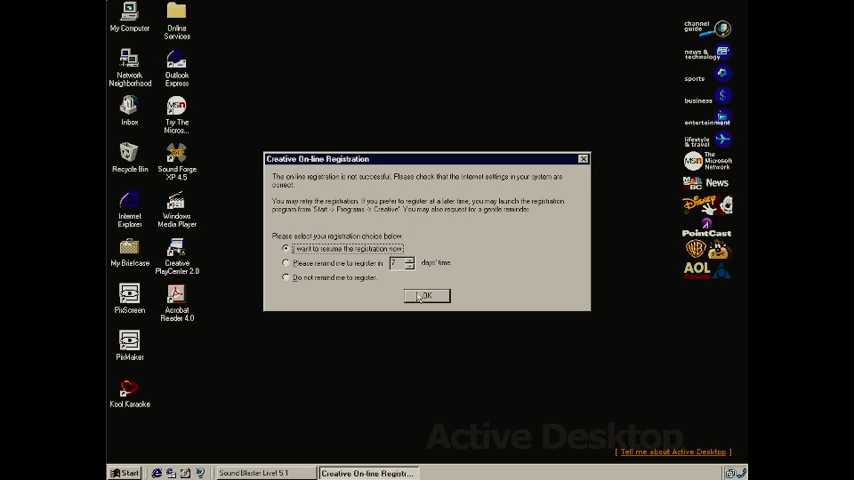 My Computer
Online
Services
Network
Neighborhood
Outlook
Express
Inbox
MSN
Try The
Micros...
Recycle Bin
Sound Forge
XP 4.5
Internet
Explorer
Windows
Media Player
My Briefcase
Creative
PlayCenter 2.0
PixScreen
Acrobat
Reader 4.0
PixMaker
Kool Karaoke
Creative On-line Registration
The on-line registration is not successful. Please check that the Internet settings in your system are
correct.
You may retry the registration. If you prefer to register at a later time, you may launch the registration
program from 'Start -> Programs -> Creative'. You may also request for a gentle reminder.
Please select your registration choice below:
I want to resume the registration now.
Please remind me to register in 7 days' time.
Do not remind me to register.
OK
channel
guide
news &
technology
sports
business
entertainment
lifestyle
& travel
msn The
Microsoft
Network
NBC News
Disney
PointCast
WB
AOL
Preview
Active Desktop
[ Tell me about Active Desktop ]
Start
Sound Blaster Live! 5.1
Creative On-line Registr...